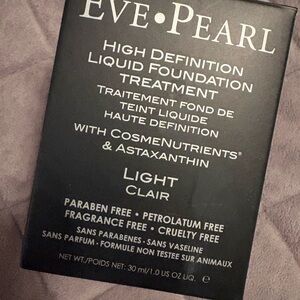 EVE•PEARL
HIGH DEFINITION
LIQUID FOUNDATION
TREATMENT
TRAITEMENT FOND DE
TEINT LIQUIDE
HAUTE DEFINITION
WITH COSMENUTRIENTS®
& ASTAXANTHIN
LIGHT
CLAIR
PARABEN FREE • PETROLATUM FREE
FRAGRANCE FREE • CRUELTY FREE
SANS PARABENES • SANS VASELINE
SANS PARFUM • FORMULE NON TESTEE SUR ANIMAUX
NET WT./POIDS NET: 30 ml/1.0 US OZ LIQ. ℮